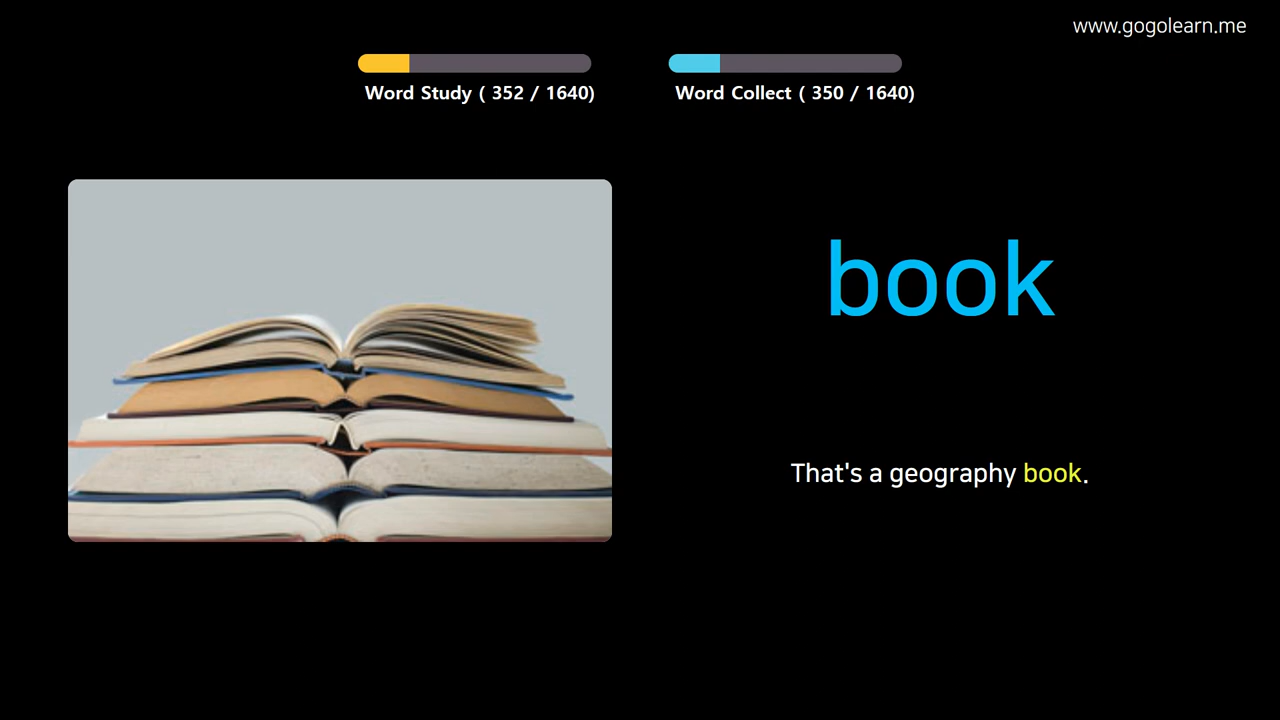 www.gogolearn.me
Word Study ( 352 / 1640)
Word Collect ( 350 / 1640)
book
That's a geography book.